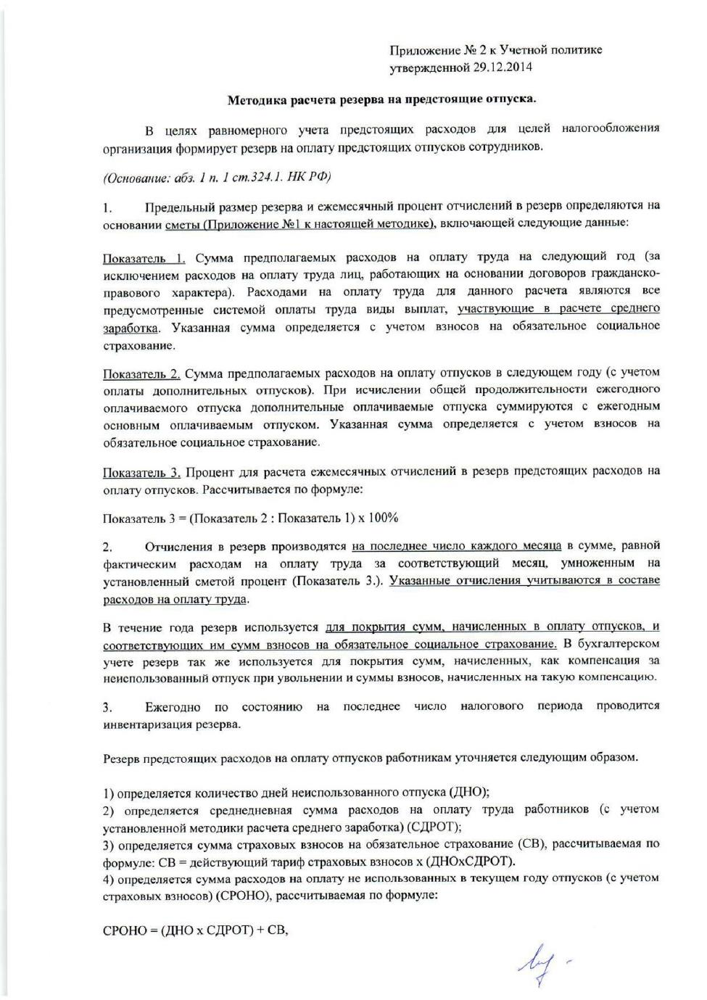 Приложение № 2 к Учетной политике
утвержденной 29.12.2014
Методика расчета резерва на предстоящие отпуска.
В целях равномерного учета предстоящих расходов для целей налогообложения
организация формирует резерв на оплату предстоящих отпусков сотрудников.
(Основание: абз. 1 п. 1 ст.324.1. НК РФ)
1. Предельный размер резерва и ежемесячный процент отчислений в резерв определяются на
основании сметы (Приложение №1 к настоящей методике), включающей следующие данные:
Показатель 1. Сумма предполагаемых расходов на оплату труда на следующий год (за
исключением расходов на оплату труда лиц, работающих на основании договоров гражданско-
правового характера). Расходами на оплату труда для данного расчета являются все
предусмотренные системой оплаты труда виды выплат, участвующие в расчете среднего
заработка. Указанная сумма определяется с учетом взносов на обязательное социальное
страхование.
Показатель 2. Сумма предполагаемых расходов на оплату отпусков в следующем году (с учетом
оплаты дополнительных отпусков). При исчислении общей продолжительности ежегодного
оплачиваемого отпуска дополнительные оплачиваемые отпуска суммируются с ежегодным
основным оплачиваемым отпуском. Указанная сумма определяется с учетом взносов на
обязательное социальное страхование.
Показатель 3. Процент для расчета ежемесячных отчислений в резерв предстоящих расходов на
оплату отпусков. Рассчитывается по формуле:
Показатель 3 = (Показатель 2 : Показатель 1) х 100%
2. Отчисления в резерв производятся на последнее число каждого месяца в сумме, равной
фактическим расходам на оплату труда за соответствующий месяц, умноженным на
установленный сметой процент (Показатель 3.). Указанные отчисления учитываются в составе
расходов на оплату труда.
В течение года резерв используется для покрытия сумм, начисленных в оплату отпусков, и
соответствующих им сумм взносов на обязательное социальное страхование. В бухгалтерском
учете резерв так же используется для покрытия сумм, начисленных, как компенсация за
неиспользованный отпуск при увольнении и суммы взносов, начисленных на такую компенсацию.
3. Ежегодно по состоянию на последнее число налогового периода проводится
инвентаризация резерва.
Резерв предстоящих расходов на оплату отпусков работникам уточняется следующим образом.
1) определяется количество дней неиспользованного отпуска (ДНО);
2) определяется среднедневная сумма расходов на оплату труда работников (с учетом
установленной методики расчета среднего заработка) (СДРОТ);
3) определяется сумма страховых взносов на обязательное страхование (СВ), рассчитываемая по
формуле: СВ = действующий тариф страховых взносов х (ДНОхСДРОТ).
4) определяется сумма расходов на оплату не использованных в текущем году отпусков (с учетом
страховых взносов) (СРОНО), рассчитываемая по формуле:
СРОНО = (ДНО х СДРОТ) + СВ,